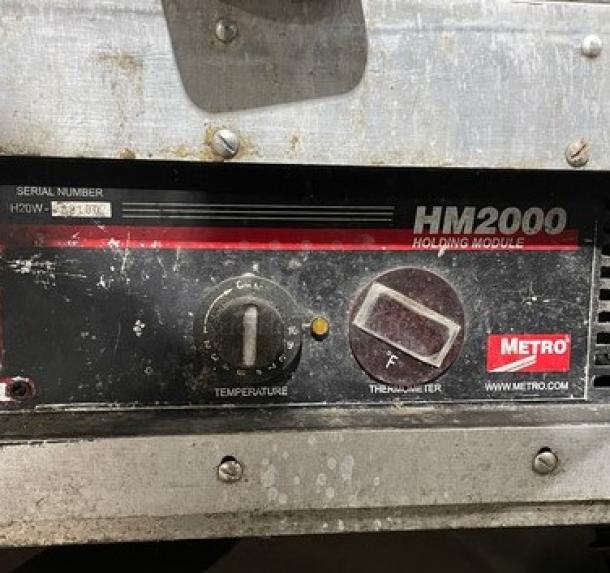 SERIAL NUMBER
H20W-
HM2000
HOLDING MODULE
°F
TEMPERATURE
THERMOMETER
METRO
WWW.METRO.COM